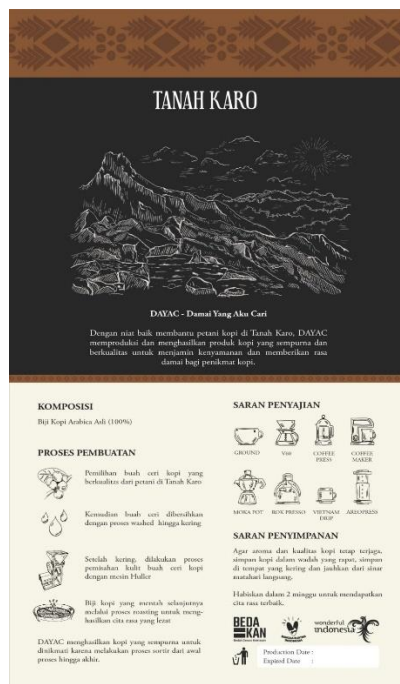 TANAH KARO
DAYAC - Damai Yang Aku Cari
Dengan niat baik membantu petani kopi di Tanah Karo, DAYAC
memproduksi dan menghasilkan produk kopi yang sempurna dan
berkualitas untuk menjamin kenyamanan dan memberikan rasa
damai bagi penikmat kopi.
KOMPOSISI
Biji Kopi Arabica Asli (100%)
PROSES PEMBUATAN
Pemilihan buah ceri kopi yang
berkualitas dari petani di Tanah Karo
Kemudian buah ceri dibersihkan
dengan proses washed hingga kering
Setelah kering, dilakukan proses
pemisahan kulit buah ceri kopi
dengan mesin Huller
Biji kopi yang mentah selanjutnya
melalui proses roasting untuk meng-
hasilkan cita rasa yang lezat
DAYAC menghasilkan kopi yang sempurna untuk
dinikmati karena melakukan proses sortir dari awal
proses hingga akhir.
SARAN PENYAJIAN
GROUND
V60
COFFEE
PRESS
COFFEE
MAKER
MOKA POT
ROK PRESSO
VIETNAM
DRIP
AREOPRESS
SARAN PENYIMPANAN
Agar aroma dan kualitas kopi tetap terjaga,
simpan kopi dalam wadah yang rapat, simpan
di tempat yang kering dan jauhkan dari sinar
matahari langsung.
Habiskan dalam 2 minggu untuk mendapatkan
cita rasa terbaik.
BEDA
KAN
wonderful
indonesia
Production Date :
Expired Date :